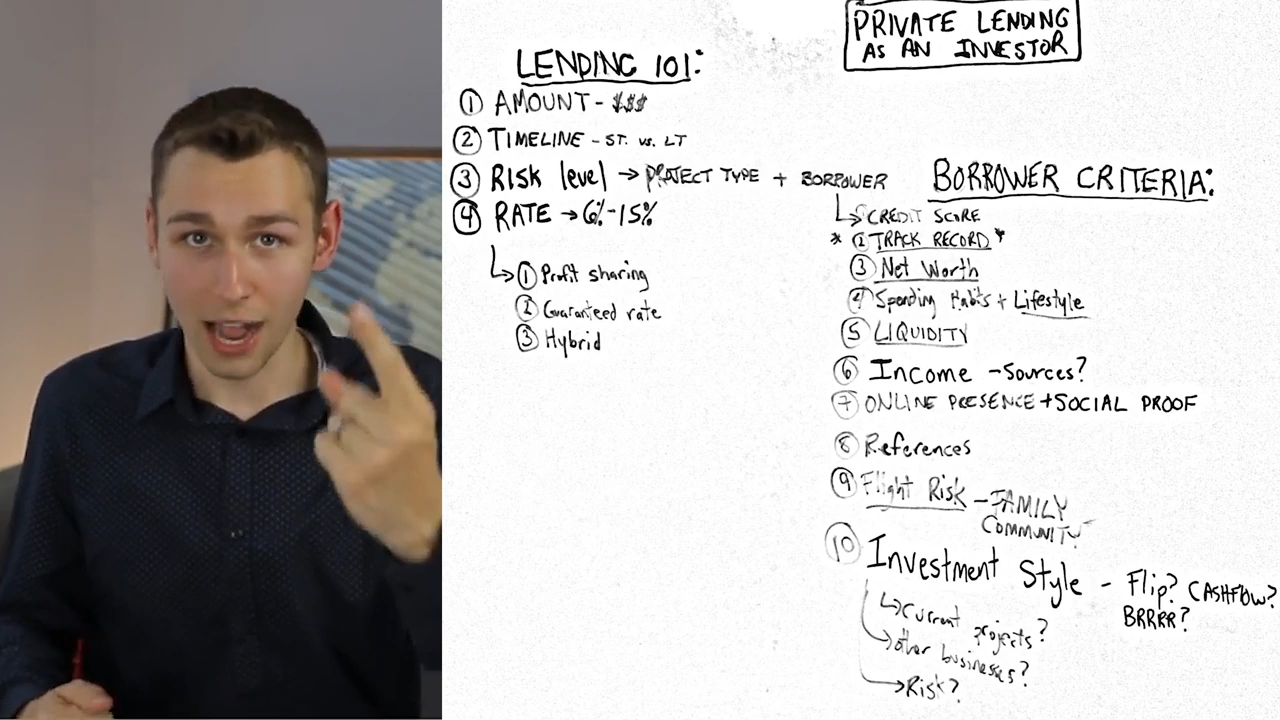 PRIVATE LENDING
AS AN INVESTOR
LENDING 101:
① AMOUNT - $$$
② TIMELINE - ST. vs. LT
③ RISK level → PROJECT TYPE + BORROWER
④ RATE → 6%-15%
① Profit sharing
② Guaranteed rate
③ Hybrid
BORROWER CRITERIA:
CREDIT SCORE
* ② TRACK RECORD *
③ Net Worth
④ Spending Habits + Lifestyle
⑤ LIQUIDITY
⑥ Income - Sources?
⑦ ONLINE PRESENCE + SOCIAL PROOF
⑧ References
⑨ Flight Risk - FAMILY
COMMUNITY
⑩ Investment Style - Flip? CASHFLOW?
BRRRR?
↳ current projects?
→ other businesses?
→ Risk?